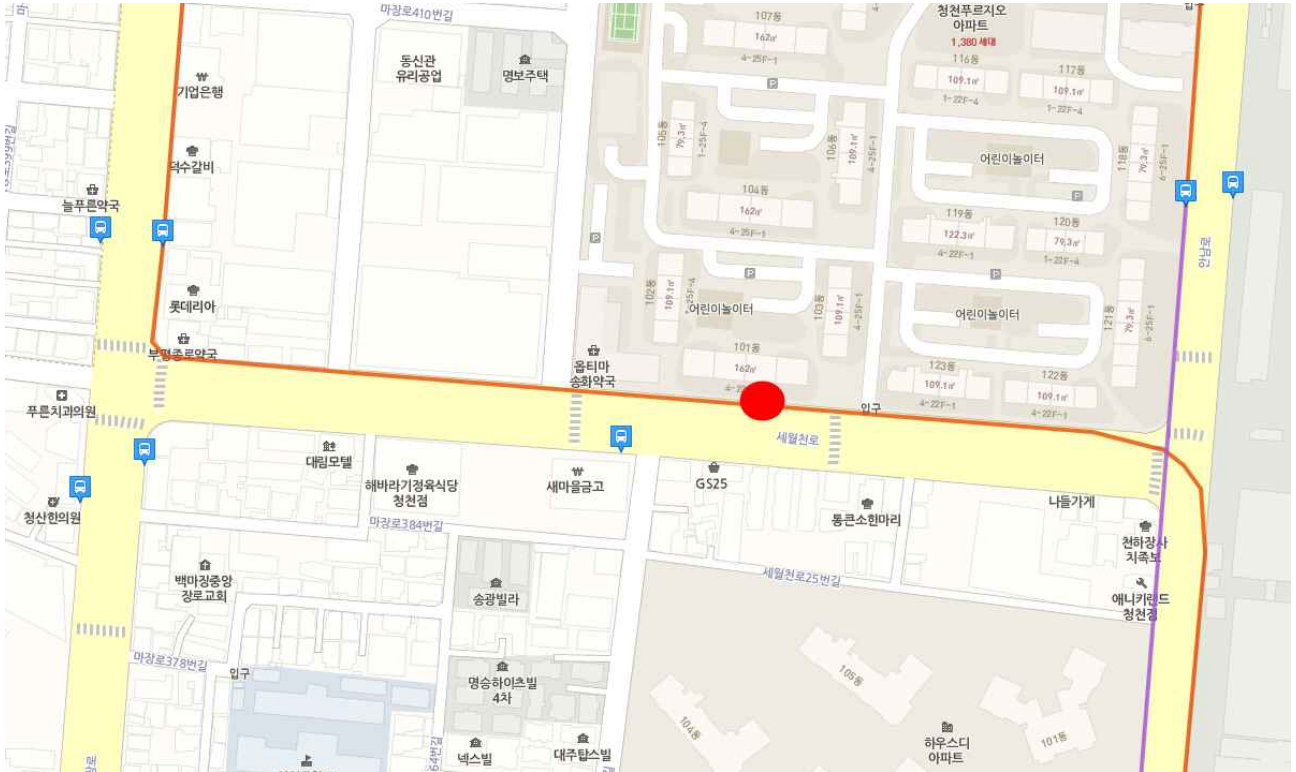 마장로410번길
107동
162㎡
4-25F-1
청천푸르지오
아파트
1,380 세대
입구
동신관
유리공업
명보주택
기업은행
116동
109.1㎡
1-22F-4
117동
109.1㎡
1-22F-4
P
105동
79.3㎡
1-25F-4
106동
109.1㎡
4-25F-1
어린이놀이터
118동
79.3㎡
6-25F-1
덕수갈비
늘푸른약국
104동
162㎡
4-25F-1
P
119동
122.3㎡
4-22F-1
120동
79.3㎡
1-22F-4
안남로
P
P
P
롯데리아
102동
109.1㎡
어린이놀이터
103동
109.1㎡
4-25F-1
어린이놀이터
121동
79.3㎡
6-25F-1
부평종로약국
옵티마
송화약국
101동
162㎡
123동
109.1㎡
4-22F-1
122동
109.1㎡
4-22F-1
푸른치과의원
입구
세월천로
대림모텔
해바라기정육식당
청천점
새마을금고
GS25
통큰소한마리
나들가게
청산한의원
마장로384번길
천하장사
치족보
백마장중앙
장로교회
송광빌라
세월천로25번길
애니키랜드
청천점
마장로378번길
입구
명승하이츠빌
4차
105동
104동
하우스디
아파트
101동
넥스빌
대주탑스빌